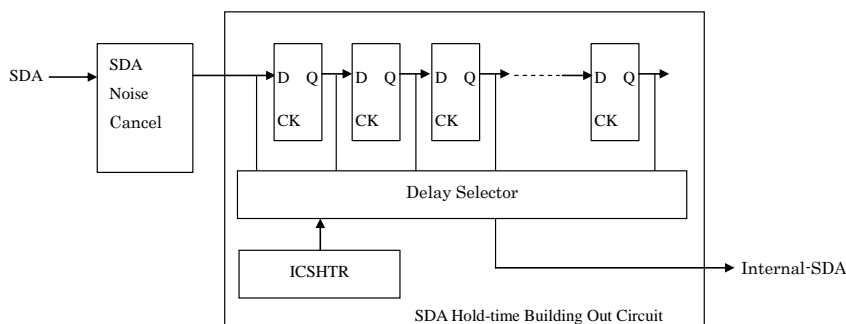 SDA
SDA
Noise
Cancel
D Q
CK
D Q
CK
D Q
CK
D Q
CK
Delay Selector
ICSHTR
Internal-SDA
SDA Hold-time Building Out Circuit